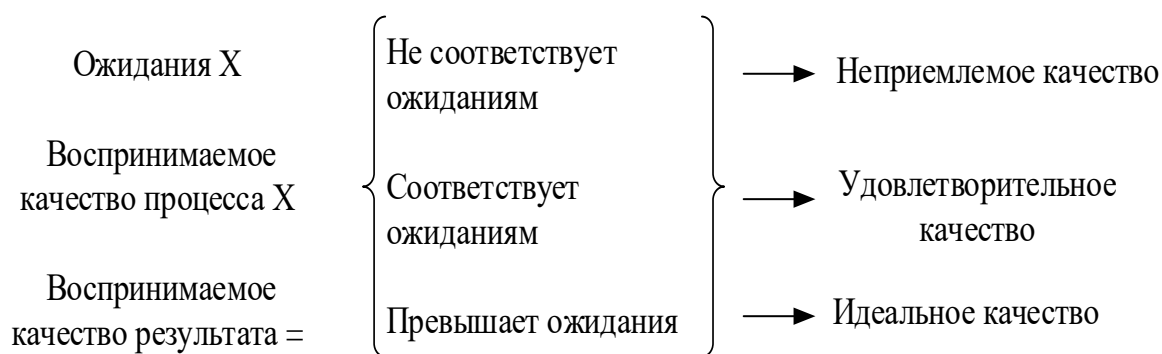 Ожидания X
Воспринимаемое
качество процесса X
Воспринимаемое
качество результата =
Не соответствует
ожиданиям
Соответствует
ожиданиям
Превышает ожидания
Неприемлемое качество
Удовлетворительное
качество
Идеальное качество